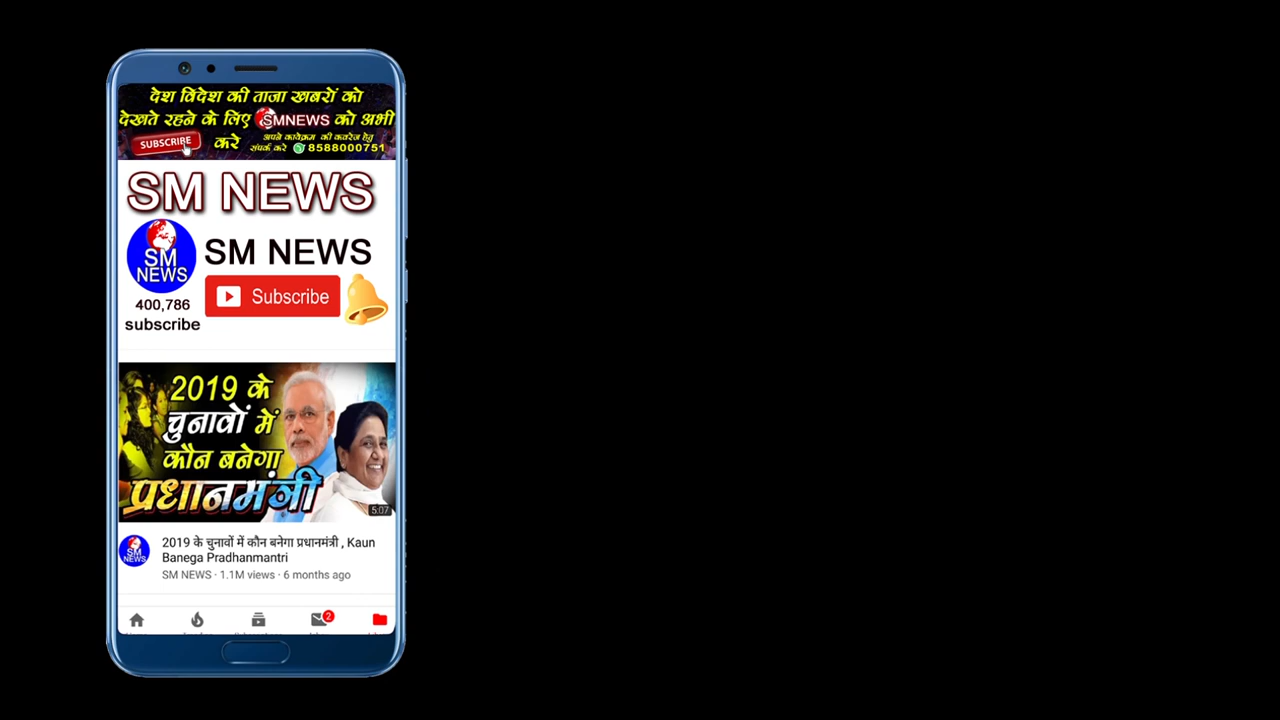 देश विदेश की ताजा खबरों को
देखते रहने के लिए SMNEWS को अभी
SUBSCRIBE करे अपने कार्यक्रम की कवरेज हेतु
संपर्क करे 8588000751
SM NEWS
SM NEWS
SM NEWS
Subscribe
400,786
subscribe
2019 के
चुनावों में
कौन बनेगा
प्रधानमंत्री
5:07
2019 के चुनावों में कौन बनेगा प्रधानमंत्री , Kaun
Banega Pradhanmantri
SM NEWS
SM NEWS · 1.1M views · 6 months ago
2